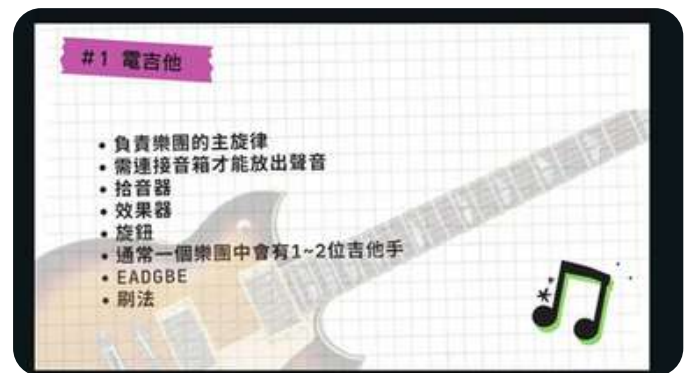 #1 電吉他
• 負責樂團的主旋律
• 需連接音箱才能放出聲音
• 拾音器
• 效果器
• 旋鈕
• 通常一個樂團中會有1~2位吉他手
• EADGBE
• 刷法